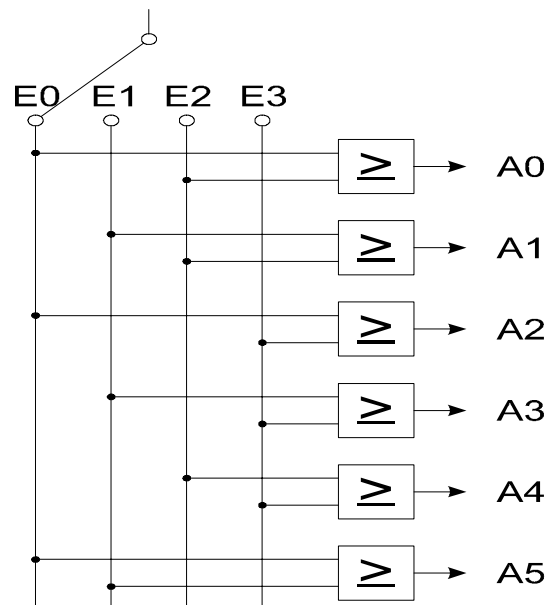 E0 E1 E2 E3
≥ A0
≥ A1
≥ A2
≥ A3
≥ A4
≥ A5